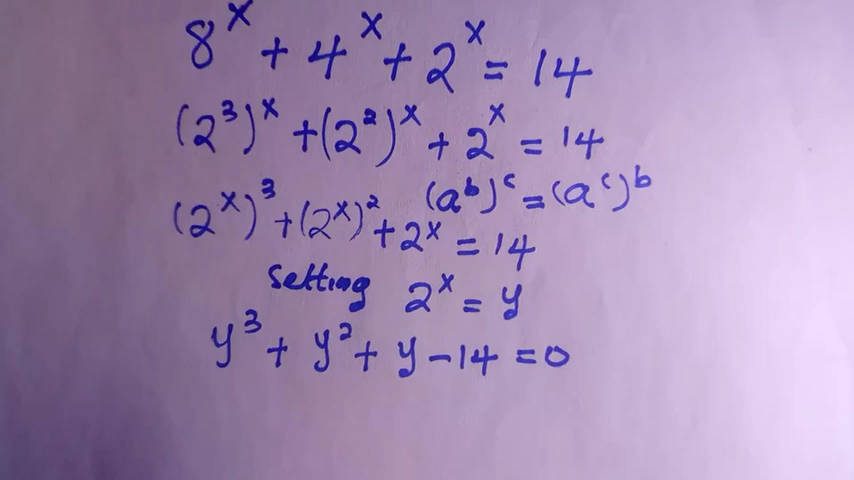 8^x + 4^x + 2^x = 14
(2^3)^x + (2^2)^x + 2^x = 14
(a^b)^c = (a^c)^b
(2^x)^3 + (2^x)^2 + 2^x = 14
Setting 2^x = y
y^3 + y^2 + y - 14 = 0